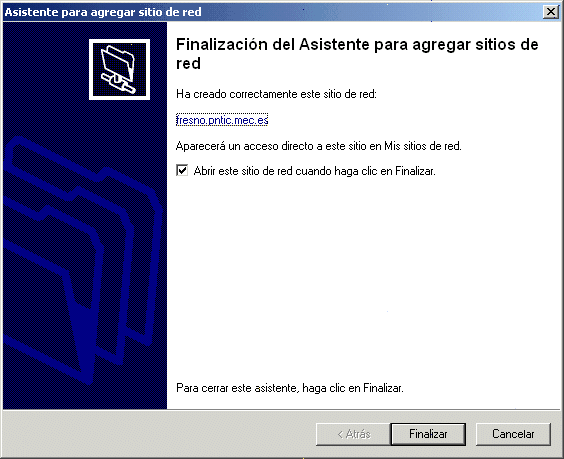 Asistente para agregar sitio de red
Finalización del Asistente para agregar sitios de
red
Ha creado correctamente este sitio de red:
fresno.pntic.mec.es
Aparecerá un acceso directo a este sitio en Mis sitios de red.
Abrir este sitio de red cuando haga clic en Finalizar.
Para cerrar este asistente, haga clic en Finalizar.
< Atrás
Finalizar
Cancelar